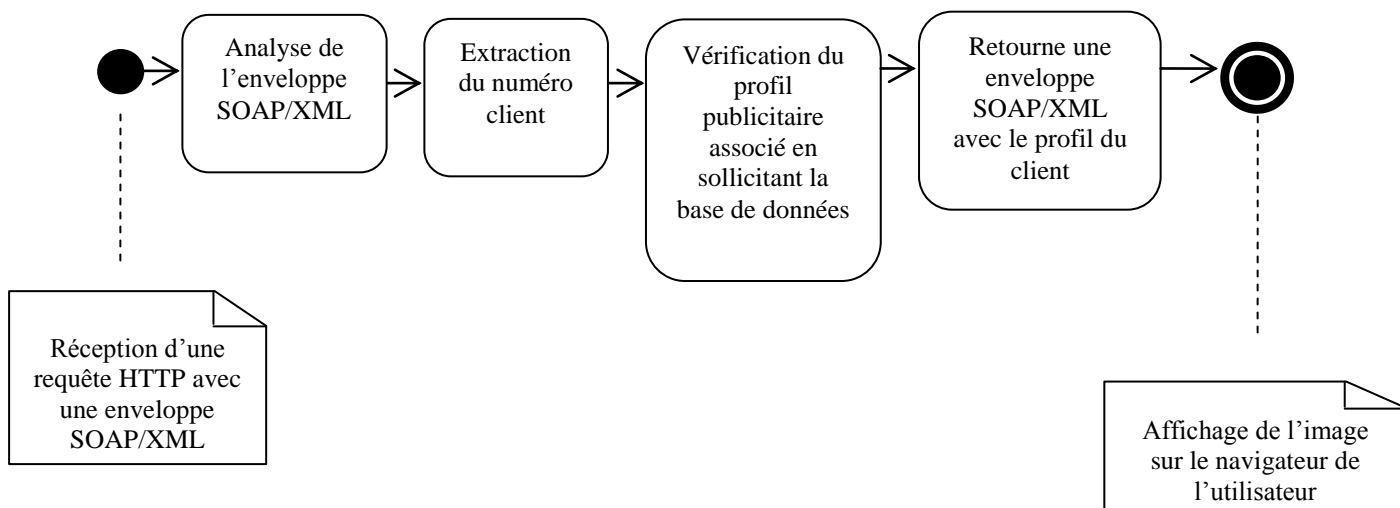 Analyse de
l’enveloppe
SOAP/XML
Extraction
du numéro
client
Vérification du
profil
publicitaire
associé en
sollicitant la
base de données
Retourne une
enveloppe
SOAP/XML
avec le profil du
client
Réception d’une
requête HTTP avec
une enveloppe
SOAP/XML
Affichage de l’image
sur le navigateur de
l’utilisateur